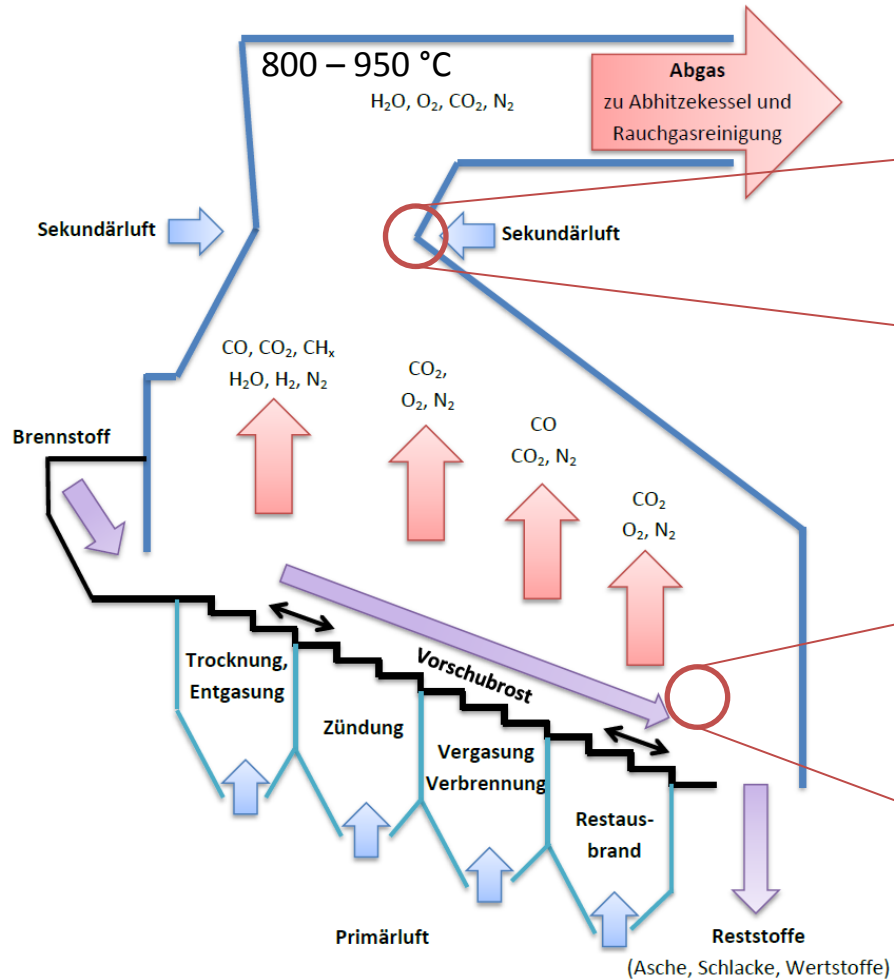 800 – 950 °C
H₂O, O₂, CO₂, N₂
Abgas
zu Abhitzekessel und
Rauchgasreinigung
Sekundärluft
Sekundärluft
CO, CO₂, CHₓ
H₂O, H₂, N₂
CO₂,
O₂, N₂
CO
CO₂, N₂
CO₂
O₂, N₂
Brennstoff
Vorschubrost
Trocknung,
Entgasung
Zündung
Vergasung
Verbrennung
Restaus-
brand
Primärluft
Reststoffe
(Asche, Schlacke, Wertstoffe)